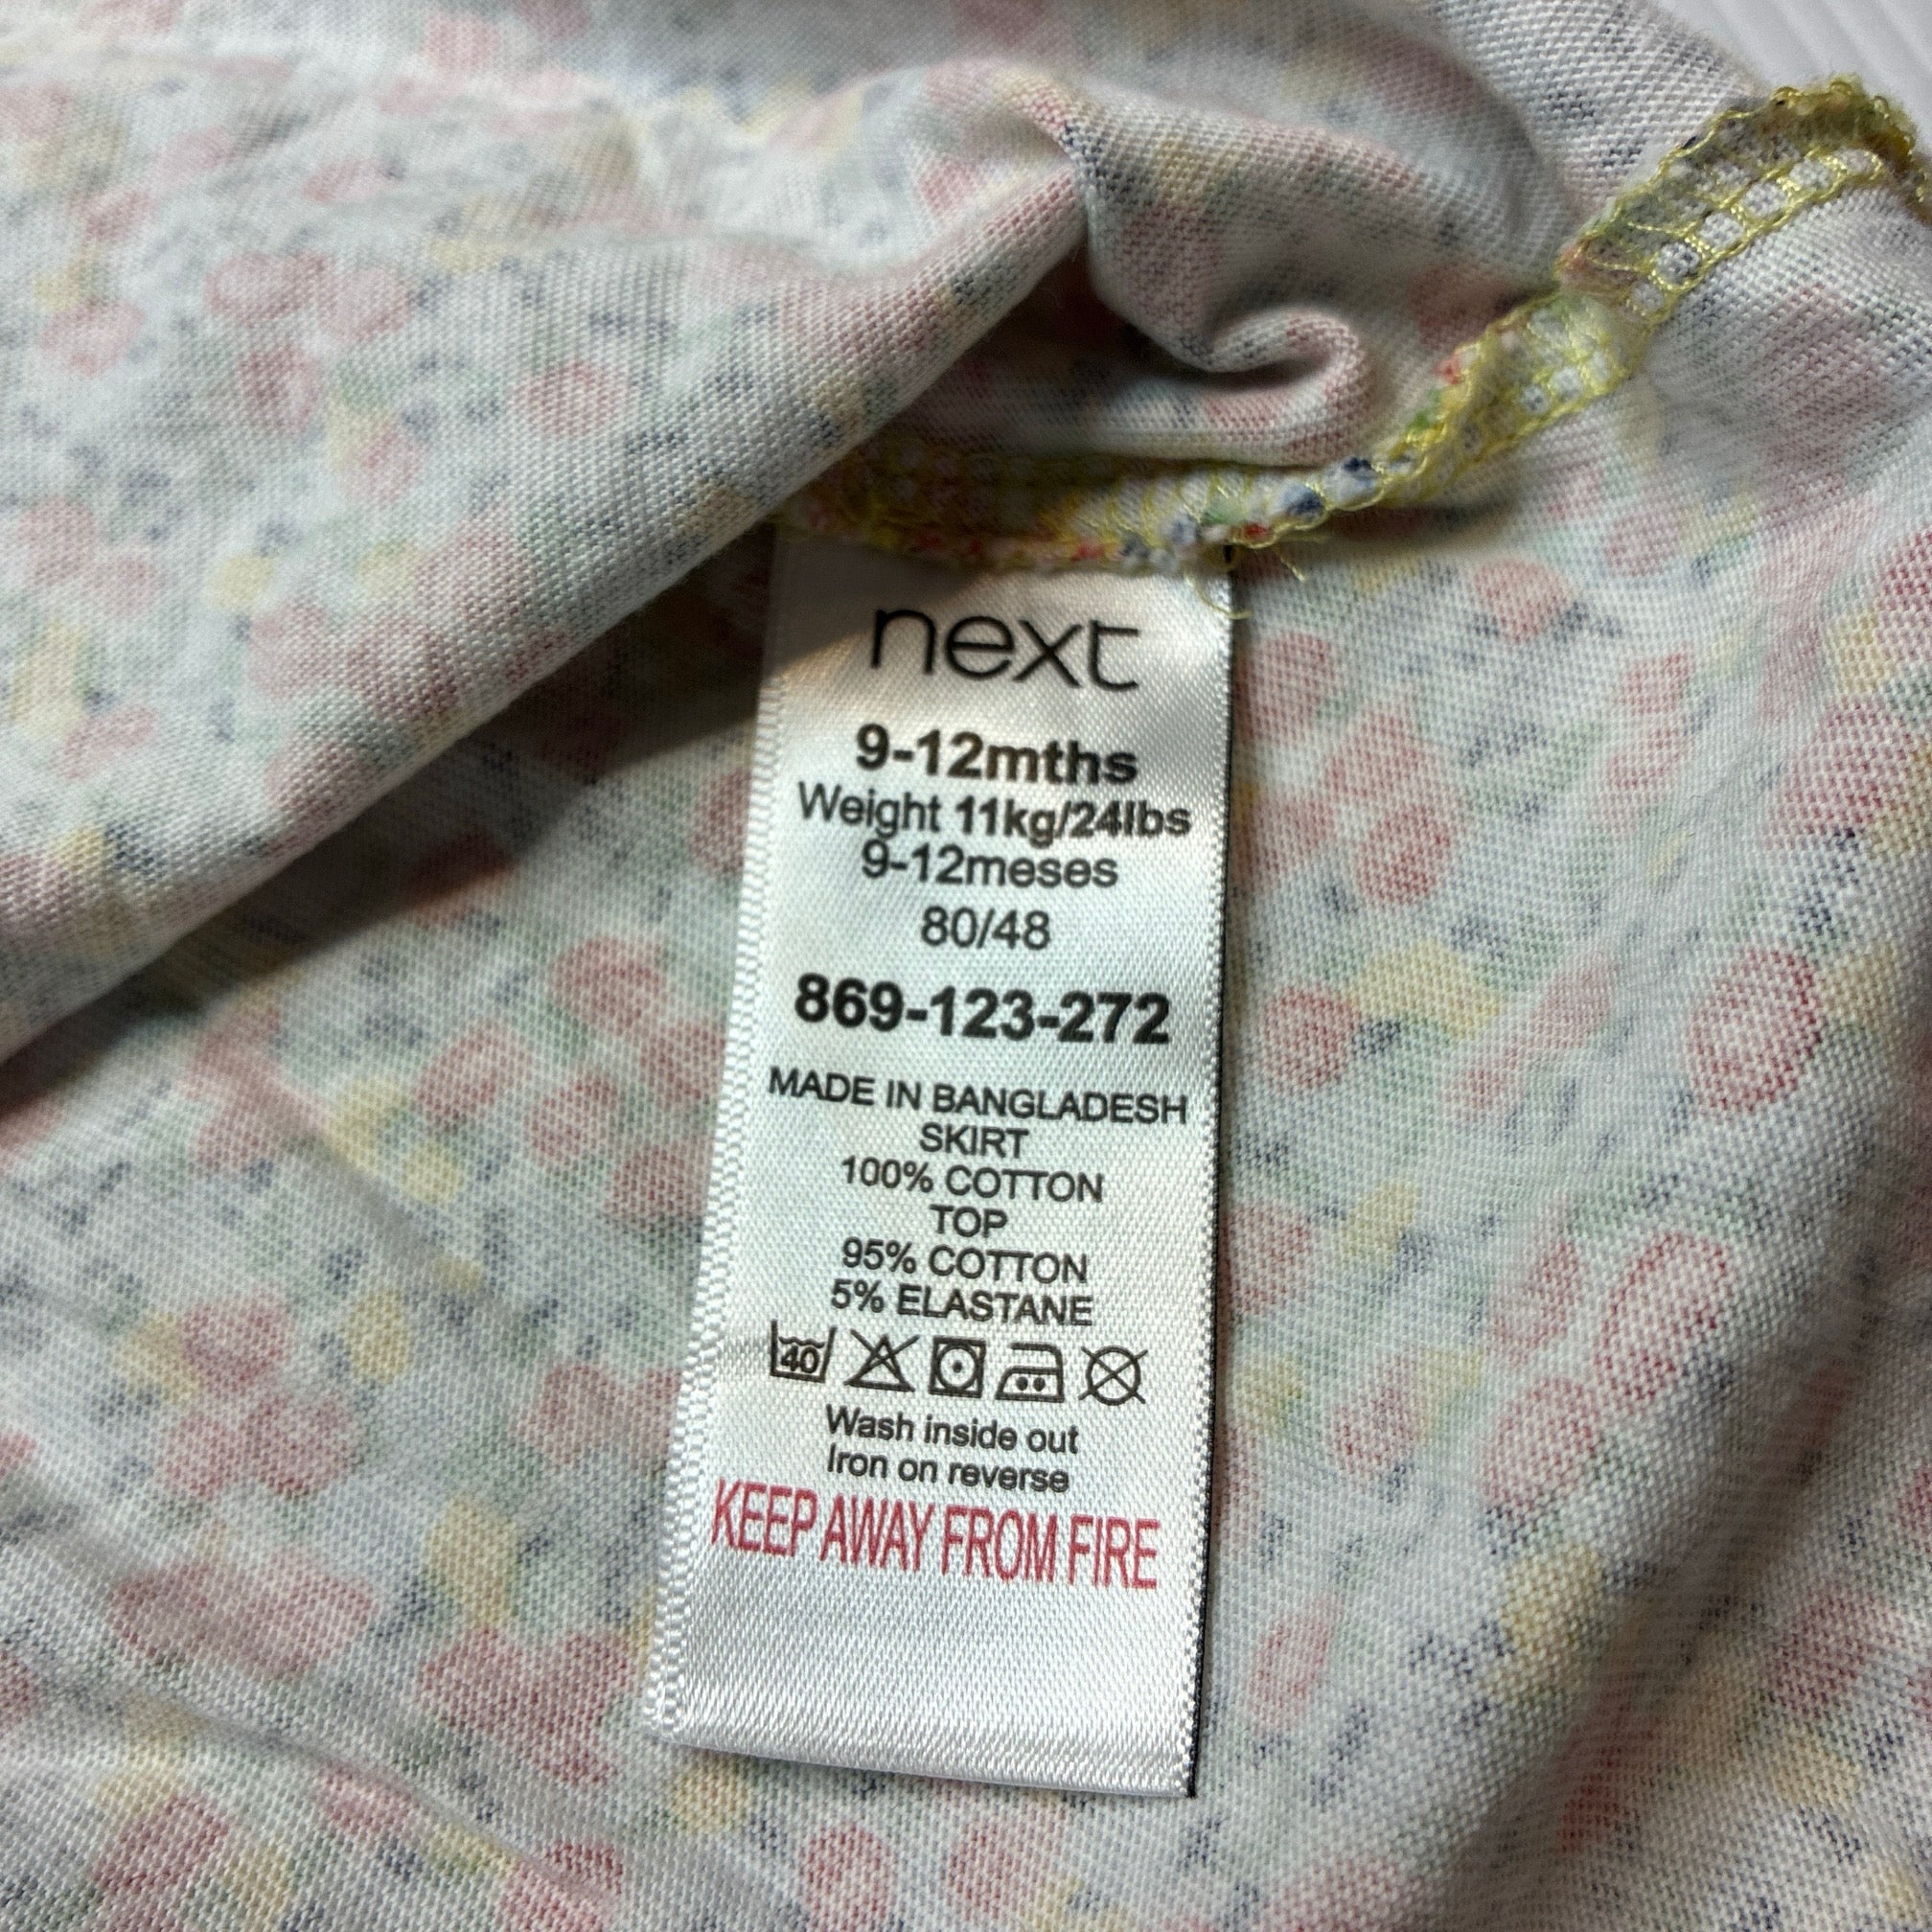 next
9-12mths
Weight 11kg/24lbs
9-12meses
80/48
869-123-272
MADE IN BANGLADESH
SKIRT
100% COTTON
TOP
95% COTTON
5% ELASTANE
40
Wash inside out
Iron on reverse
KEEP AWAY FROM FIRE